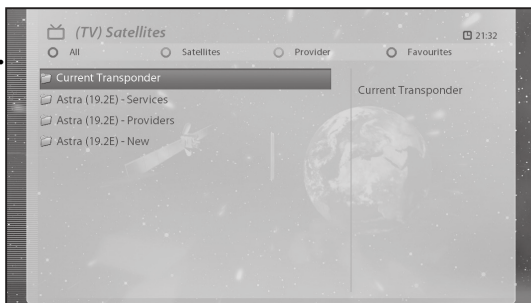 (TV) Satellites
21:32
All Satellites Provider Favourites
Current Transponder
Current Transponder
Astra (19.2E) - Services
Astra (19.2E) - Providers
Astra (19.2E) - New